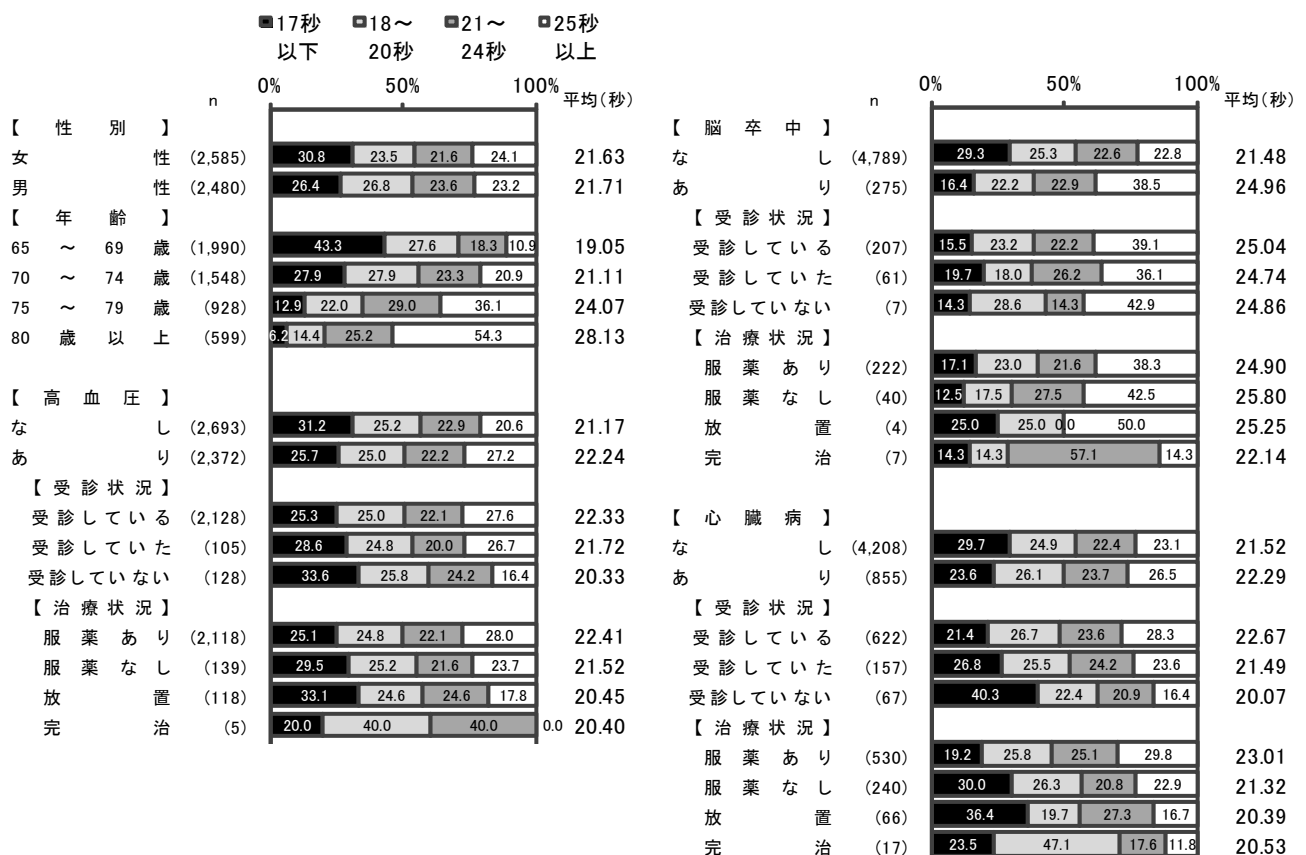 ■17秒以下 ■18～20秒 ■21～24秒 ■25秒以上
n 0% 50% 100% 平均(秒)
【性別】
女性 (2,585) 30.8 23.5 21.6 24.1 21.63
男性 (2,480) 26.4 26.8 23.6 23.2 21.71
【年齢】
65～69歳 (1,990) 43.3 27.6 18.3 10.9 19.05
70～74歳 (1,548) 27.9 27.9 23.3 20.9 21.11
75～79歳 (928) 12.9 22.0 29.0 36.1 24.07
80歳以上 (599) 6.2 14.4 25.2 54.3 28.13
【高血圧】
なし (2,693) 31.2 25.2 22.9 20.6 21.17
あり (2,372) 25.7 25.0 22.2 27.2 22.24
【受診状況】
受診している (2,128) 25.3 25.0 22.1 27.6 22.33
受診していた (105) 28.6 24.8 20.0 26.7 21.72
受診していない (128) 33.6 25.8 24.2 16.4 20.33
【治療状況】
服薬あり (2,118) 25.1 24.8 22.1 28.0 22.41
服薬なし (139) 29.5 25.2 21.6 23.7 21.52
放置 (118) 33.1 24.6 24.6 17.8 20.45
完治 (5) 20.0 40.0 40.0 0.0 20.40
n 0% 50% 100% 平均(秒)
【脳卒中】
なし (4,789) 29.3 25.3 22.6 22.8 21.48
あり (275) 16.4 22.2 22.9 38.5 24.96
【受診状況】
受診している (207) 15.5 23.2 22.2 39.1 25.04
受診していた (61) 19.7 18.0 26.2 36.1 24.74
受診していない (7) 14.3 28.6 14.3 42.9 24.86
【治療状況】
服薬あり (222) 17.1 23.0 21.6 38.3 24.90
服薬なし (40) 12.5 17.5 27.5 42.5 25.80
放置 (4) 25.0 25.0 0.0 50.0 25.25
完治 (7) 14.3 14.3 57.1 14.3 22.14
【心臓病】
なし (4,208) 29.7 24.9 22.4 23.1 21.52
あり (855) 23.6 26.1 23.7 26.5 22.29
【受診状況】
受診している (622) 21.4 26.7 23.6 28.3 22.67
受診していた (157) 26.8 25.5 24.2 23.6 21.49
受診していない (67) 40.3 22.4 20.9 16.4 20.07
【治療状況】
服薬あり (530) 19.2 25.8 25.1 29.8 23.01
服薬なし (240) 30.0 26.3 20.8 22.9 21.32
放置 (66) 36.4 19.7 27.3 16.7 20.39
完治 (17) 23.5 47.1 17.6 11.8 20.53